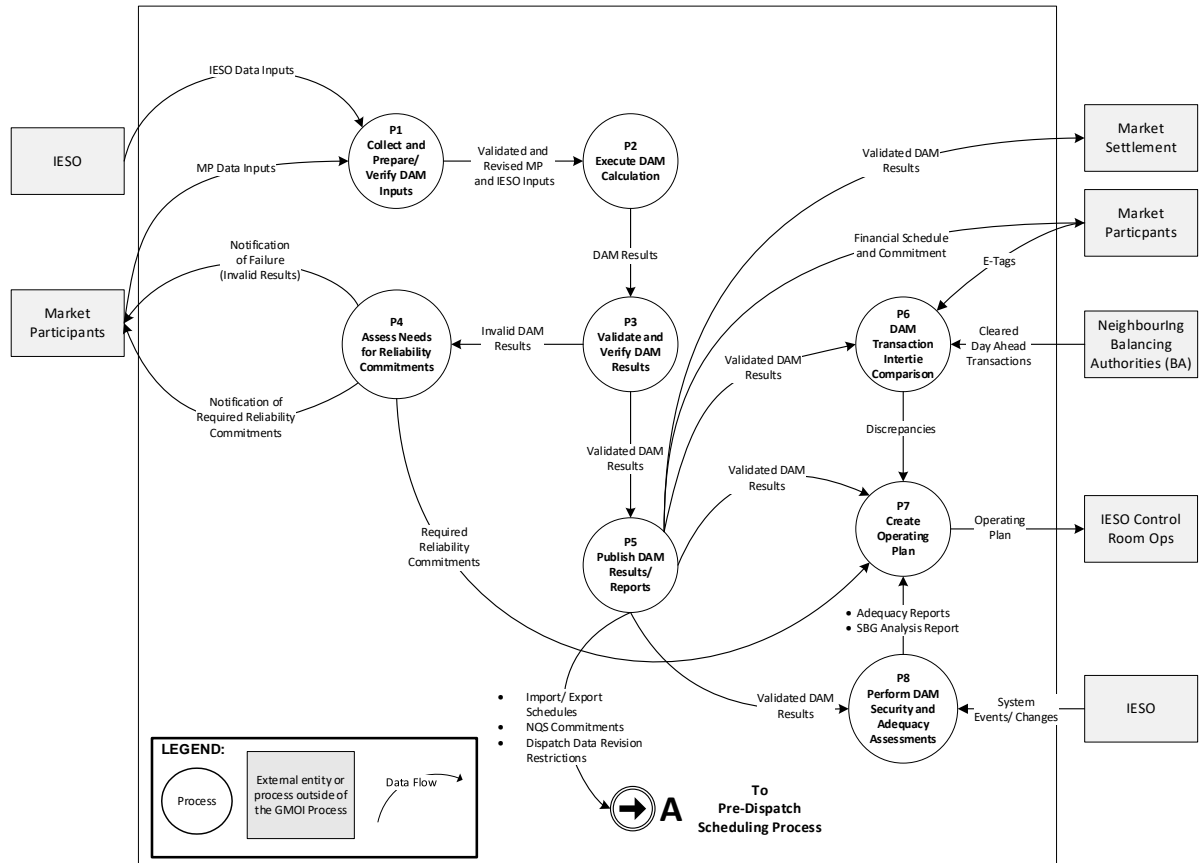 IESO Data Inputs
IESO
MP Data Inputs
P1
Collect and
Prepare/
Verify DAM
Inputs
Validated and
Revised MP
and IESO Inputs
P2
Execute DAM
Calculation
Validated DAM
Results
Market
Settlement
Market
Particpants
Financial Schedule
and Commitment
E-Tags
Notification
of Failure
(Invalid Results)
DAM Results
Market
Participants
P4
Assess Needs
for Reliability
Commitments
Invalid DAM
Results
P3
Validate and
Verify DAM
Results
Validated DAM
Results
P6
DAM
Transaction
Intertie
Comparison
Cleared
Day Ahead
Transactions
NeighbourIng
Balancing
Authorities (BA)
Notification of
Required Reliability
Commitments
Discrepancies
Validated DAM
Results
Validated DAM
Results
Required
Reliability
Commitments
P5
Publish DAM
Results/
Reports
P7
Create
Operating
Plan
Operating
Plan
IESO Control
Room Ops
• Adequacy Reports
• SBG Analysis Report
• Import/ Export
Schedules
• NQS Commitments
• Dispatch Data Revision
Restrictions
Validated DAM
Results
P8
Perform DAM
Security and
Adequacy
Assessments
System
Events/ Changes
IESO
LEGEND:
Process
External entity or
process outside of
the GMOI Process
Data Flow
A
To
Pre-Dispatch
Scheduling Process